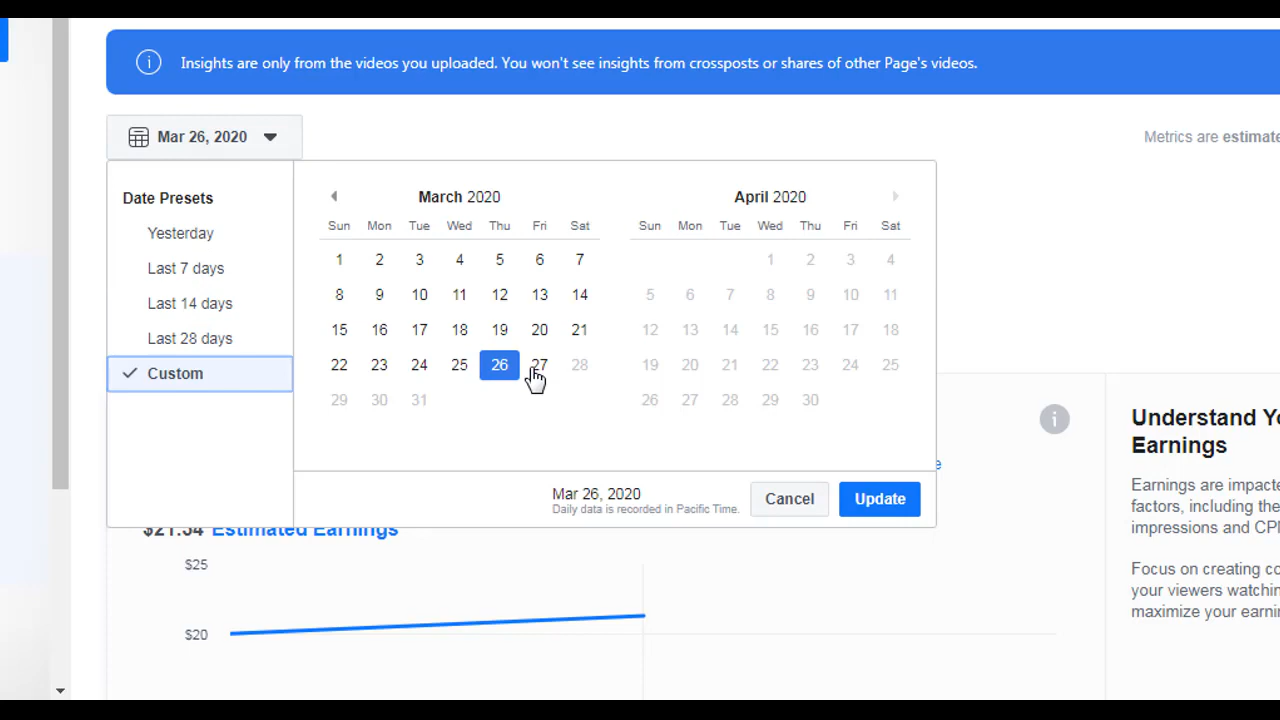 Insights are only from the videos you uploaded. You won't see insights from crossposts or shares of other Page's videos.
Mar 26, 2020
Metrics are estimate
Date Presets
Yesterday
Last 7 days
Last 14 days
Last 28 days
Custom
March 2020
Sun Mon Tue Wed Thu Fri Sat
1 2 3 4 5 6 7
8 9 10 11 12 13 14
15 16 17 18 19 20 21
22 23 24 25 26 27 28
29 30 31
April 2020
Sun Mon Tue Wed Thu Fri Sat
1 2 3 4
5 6 7 8 9 10 11
12 13 14 15 16 17 18
19 20 21 22 23 24 25
26 27 28 29 30
Mar 26, 2020
Daily data is recorded in Pacific Time.
Cancel
Update
e
$21.34 Estimated Earnings
$25
$20
Understand Yo
Earnings
Earnings are impacte
factors, including the
impressions and CPI
Focus on creating co
your viewers watchin
maximize your earnin